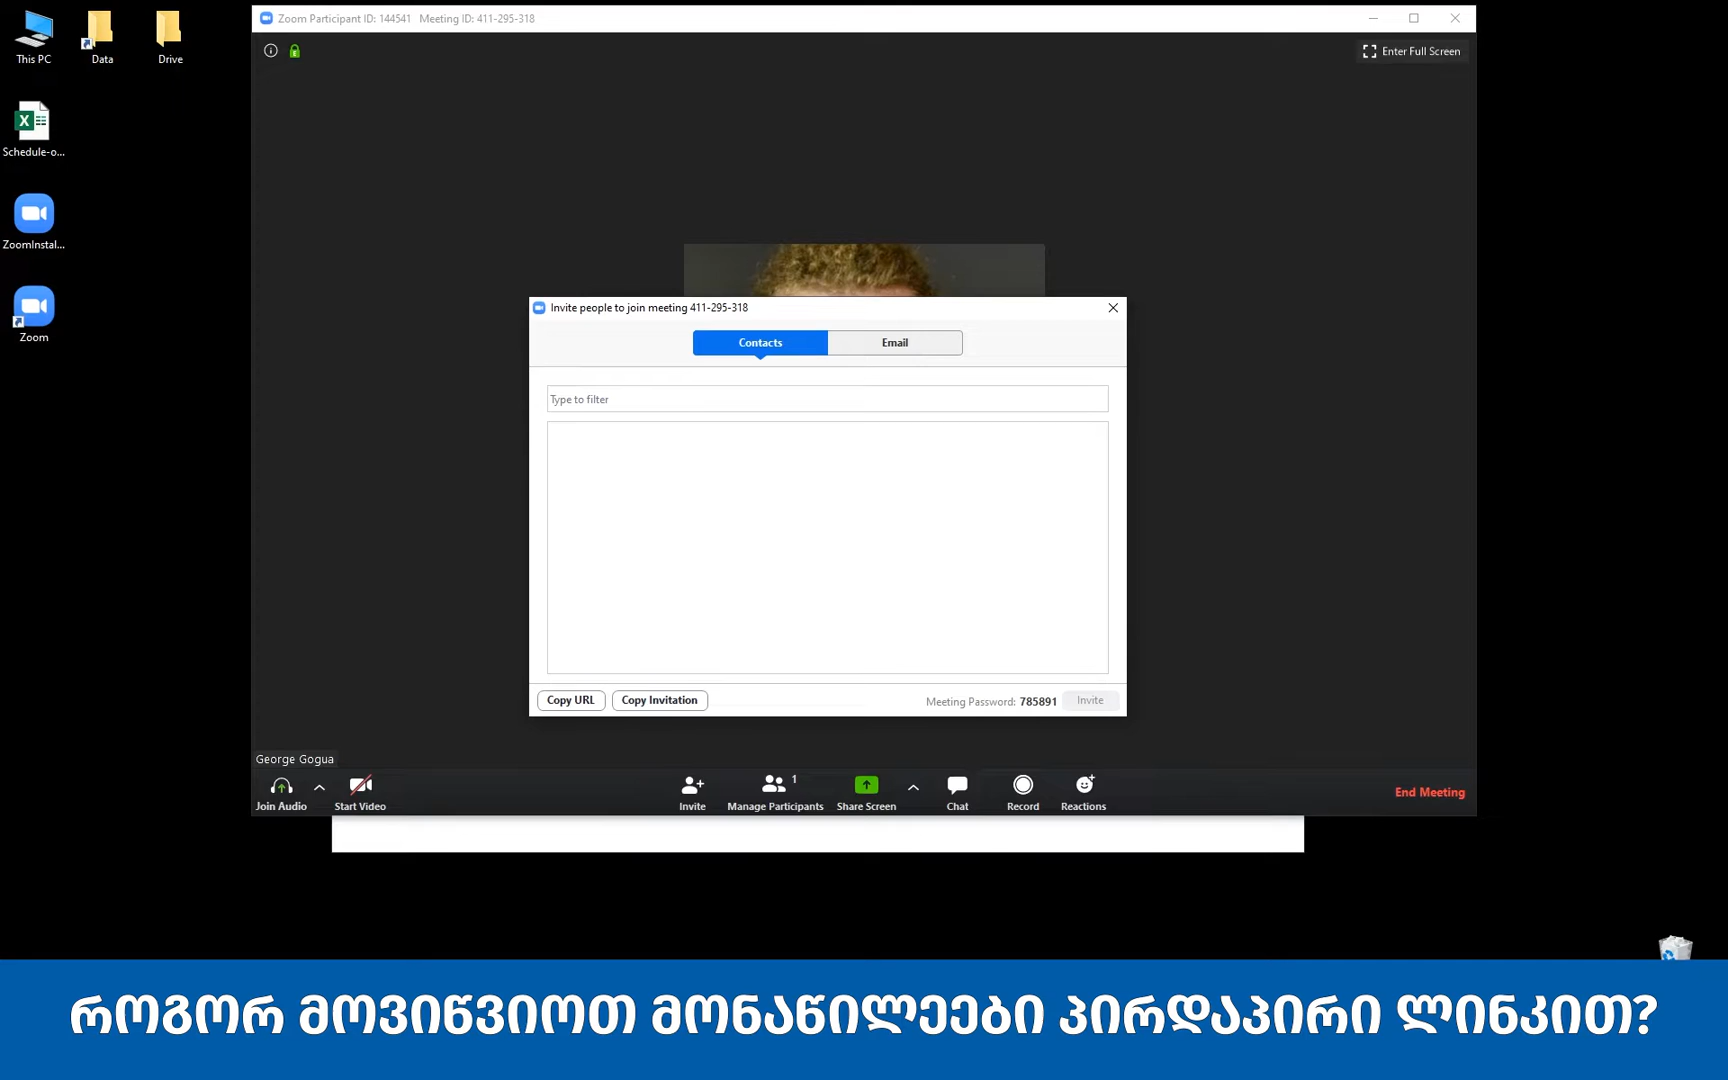 Zoom Participant ID: 144541 Meeting ID: 411-295-318
This PC
Data
Drive
Enter Full Screen
Schedule-o...
ZoomInstal...
Zoom
Invite people to join meeting 411-295-318
Contacts
Email
Type to filter
Copy URL
Copy Invitation
Meeting Password: 785891
Invite
George Gogua
Join Audio
Start Video
Invite
Manage Participants
1
Share Screen
Chat
Record
Reactions
End Meeting
როგორ მოვიწვიოთ მონაწილეები პირდაპირი ლინკით?